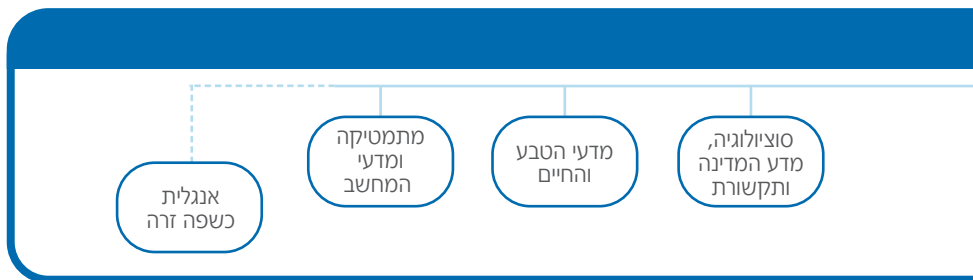 סוציולוגיה,
מדע המדינה
ותקשורת
מדעי הטבע
והחיים
מתמטיקה
ומדעי
המחשב
אנגלית
כשפה זרה